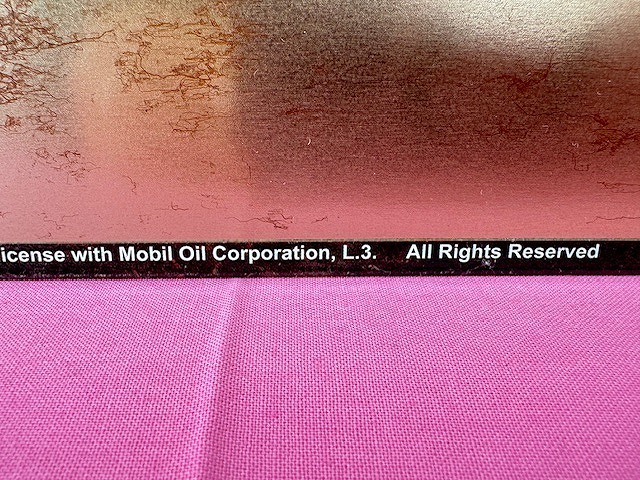 icense with Mobil Oil Corporation, L.3. All Rights Reserved